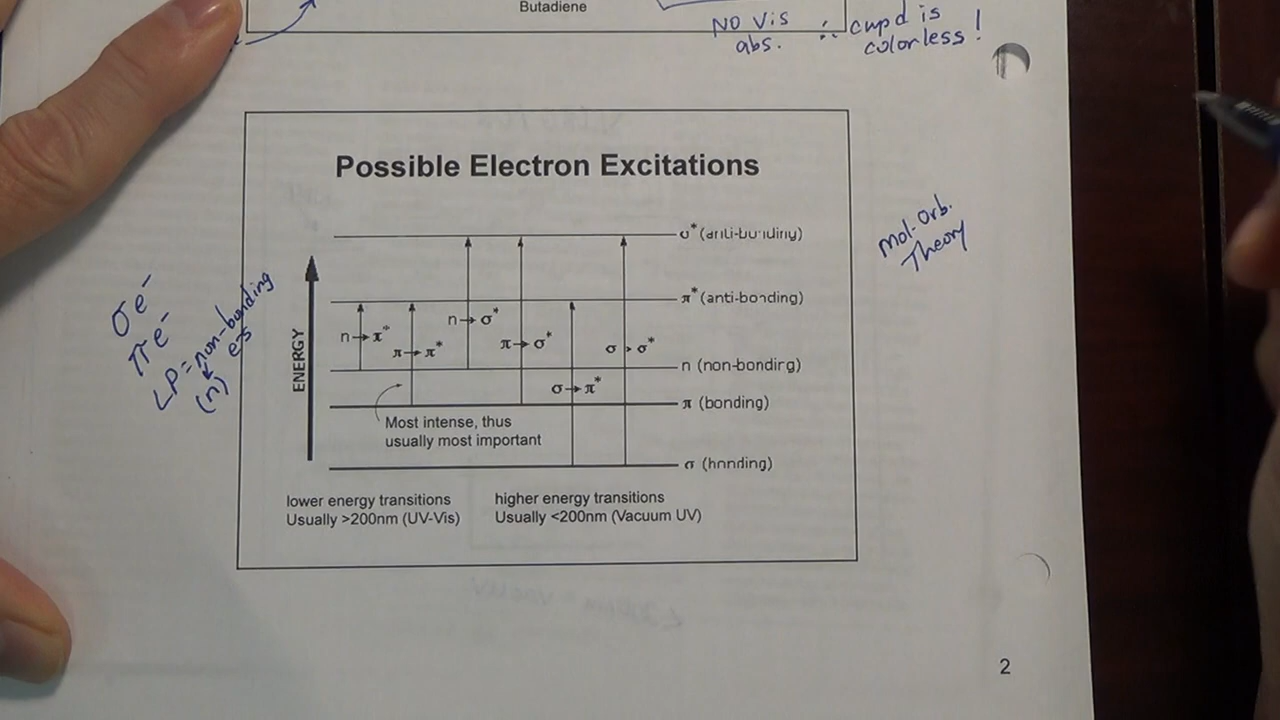 Butadiene
NO Vis
abs.
∴ cmpd is
colorless!
Possible Electron Excitations
σ* (anti-bonding)
π* (anti-bonding)
n→σ*
n→π*
π→π*
π→σ*
σ→σ*
n (non-bonding)
σ→π*
π (bonding)
Most intense, thus
usually most important
σ (bonding)
ENERGY
lower energy transitions
Usually >200nm (UV-Vis)
higher energy transitions
Usually <200nm (Vacuum UV)
σ e⁻
π e⁻
LP = non-bonding
e⁻s
(n)
Mol-Orb.
Theory
2